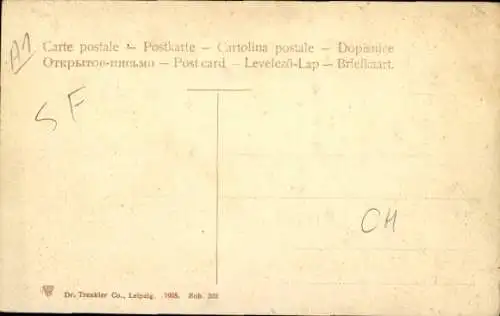 A1
Carte postale – Postkarte – Cartolina postale – Dopisnice
Открытое-письмо – Post card – Levelező-Lap – Briefkaart.
SF
CH
Dr. Trenkler Co., Leipzig. 1905.